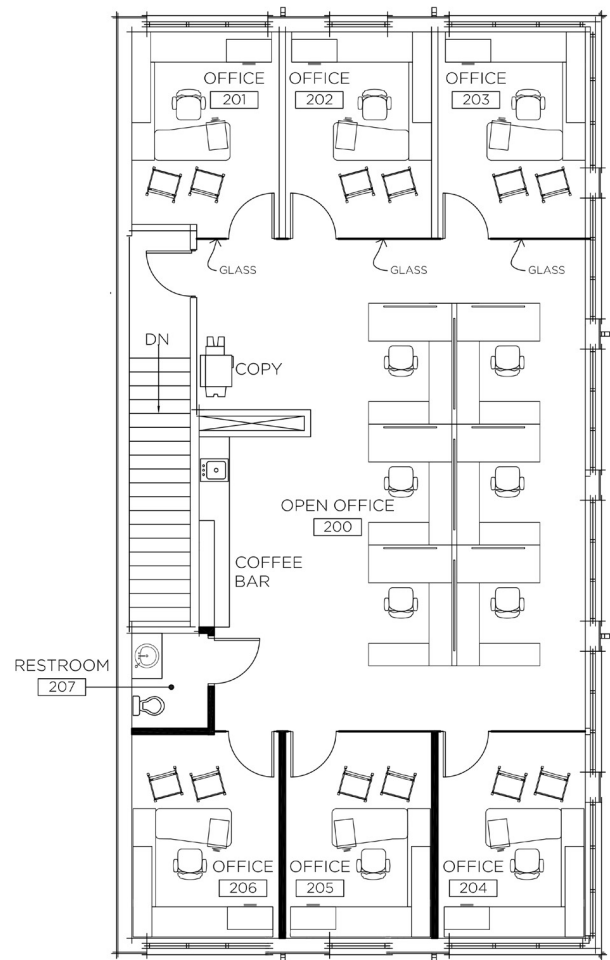 OFFICE
201
OFFICE
202
OFFICE
203
GLASS
GLASS
GLASS
DN
COPY
OPEN OFFICE
200
COFFEE
BAR
RESTROOM
207
OFFICE
206
OFFICE
205
OFFICE
204